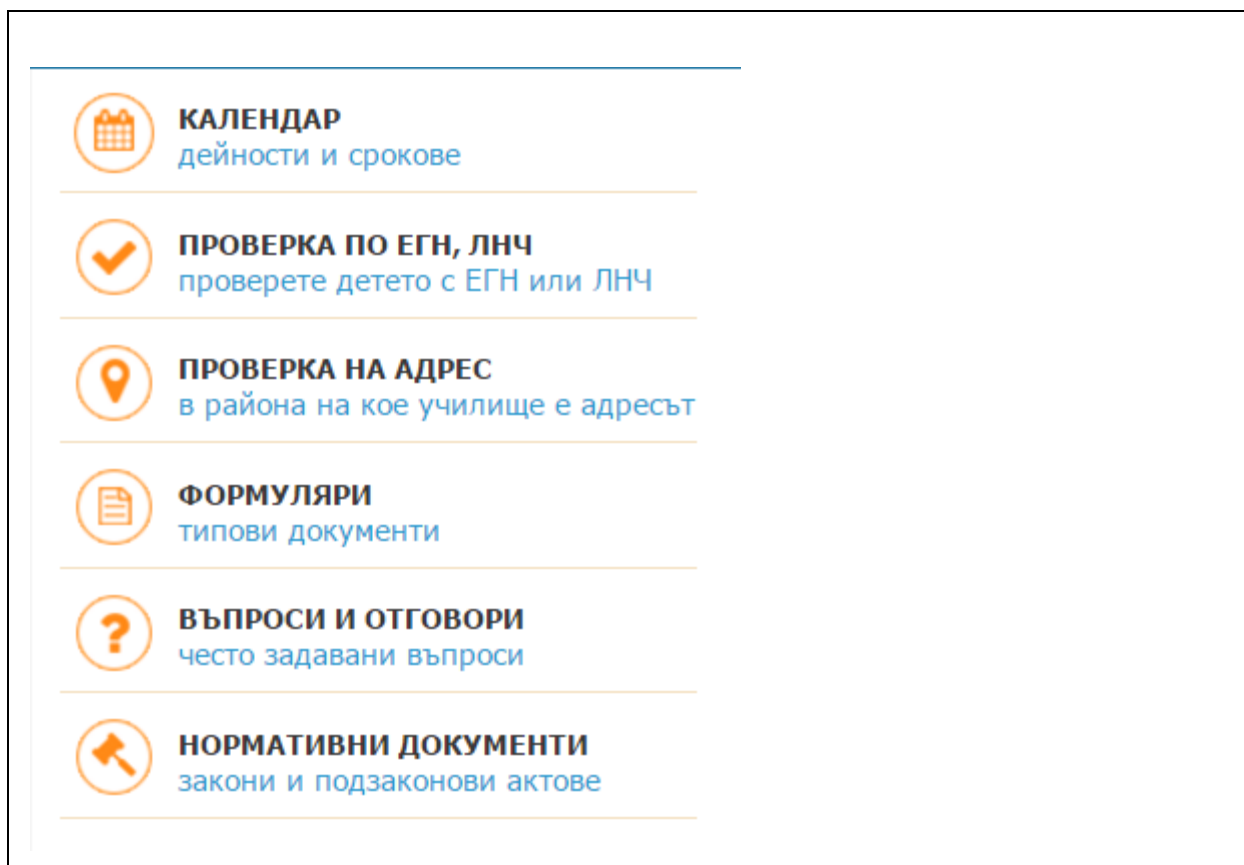 КАЛЕНДАР
дейности и срокове
ПРОВЕРКА ПО ЕГН, ЛНЧ
проверете детето с ЕГН или ЛНЧ
ПРОВЕРКА НА АДРЕС
в района на кое училище е адресът
ФОРМУЛЯРИ
типови документи
ВЪПРОСИ И ОТГОВОРИ
често задавани въпроси
НОРМАТИВНИ ДОКУМЕНТИ
закони и подзаконови актове